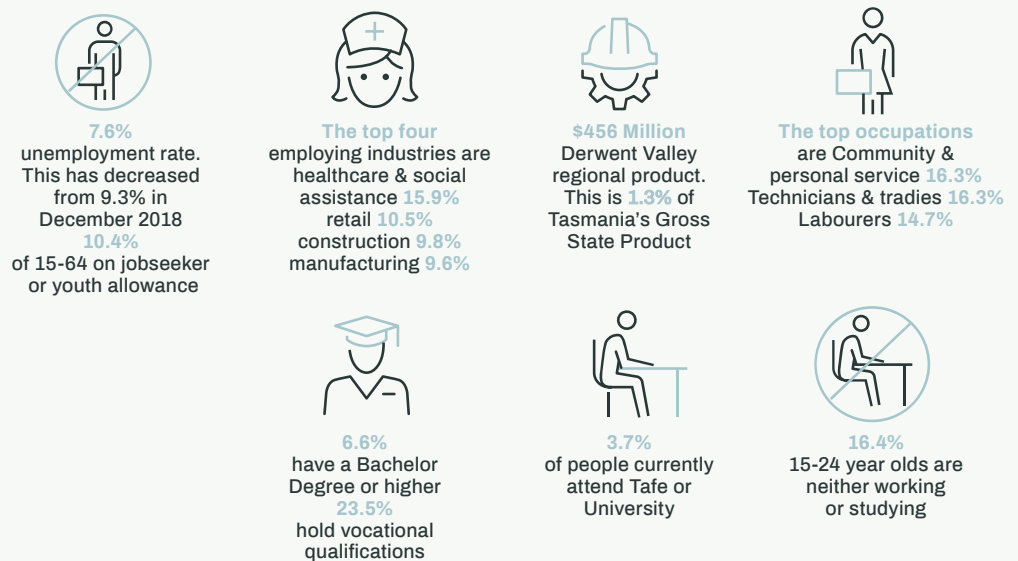 7.6%
unemployment rate.
This has decreased
from 9.3% in
December 2018
10.4%
of 15-64 on jobseeker
or youth allowance
The top four
employing industries are
healthcare & social
assistance 15.9%
retail 10.5%
construction 9.8%
manufacturing 9.6%
$456 Million
Derwent Valley
regional product.
This is 1.3% of
Tasmania's Gross
State Product
The top occupations
are Community &
personal service 16.3%
Technicians & tradies 16.3%
Labourers 14.7%
6.6%
have a Bachelor
Degree or higher
23.5%
hold vocational
qualifications
3.7%
of people currently
attend Tafe or
University
16.4%
15-24 year olds are
neither working
or studying